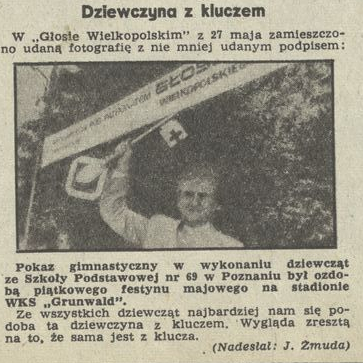 Dziewczyna z kluczem
W „Głosie Wielkopolskim" z 27 maja zamieszczo-
no udaną fotografię z nie mniej udanym podpisem:
GŁOS
WIELKOPOLSKIEGO
Pokaz gimnastyczny w wykonaniu dziewcząt
ze Szkoły Podstawowej nr 69 w Poznaniu był ozdo-
bą piątkowego festynu majowego na stadionie
WKS „Grunwald".
Ze wszystkich dziewcząt najbardziej nam się po-
doba ta dziewczyna z kluczem. Wygląda zresztą
na to, że sama jest z klucza.
(Nadesłał: J. Żmuda)